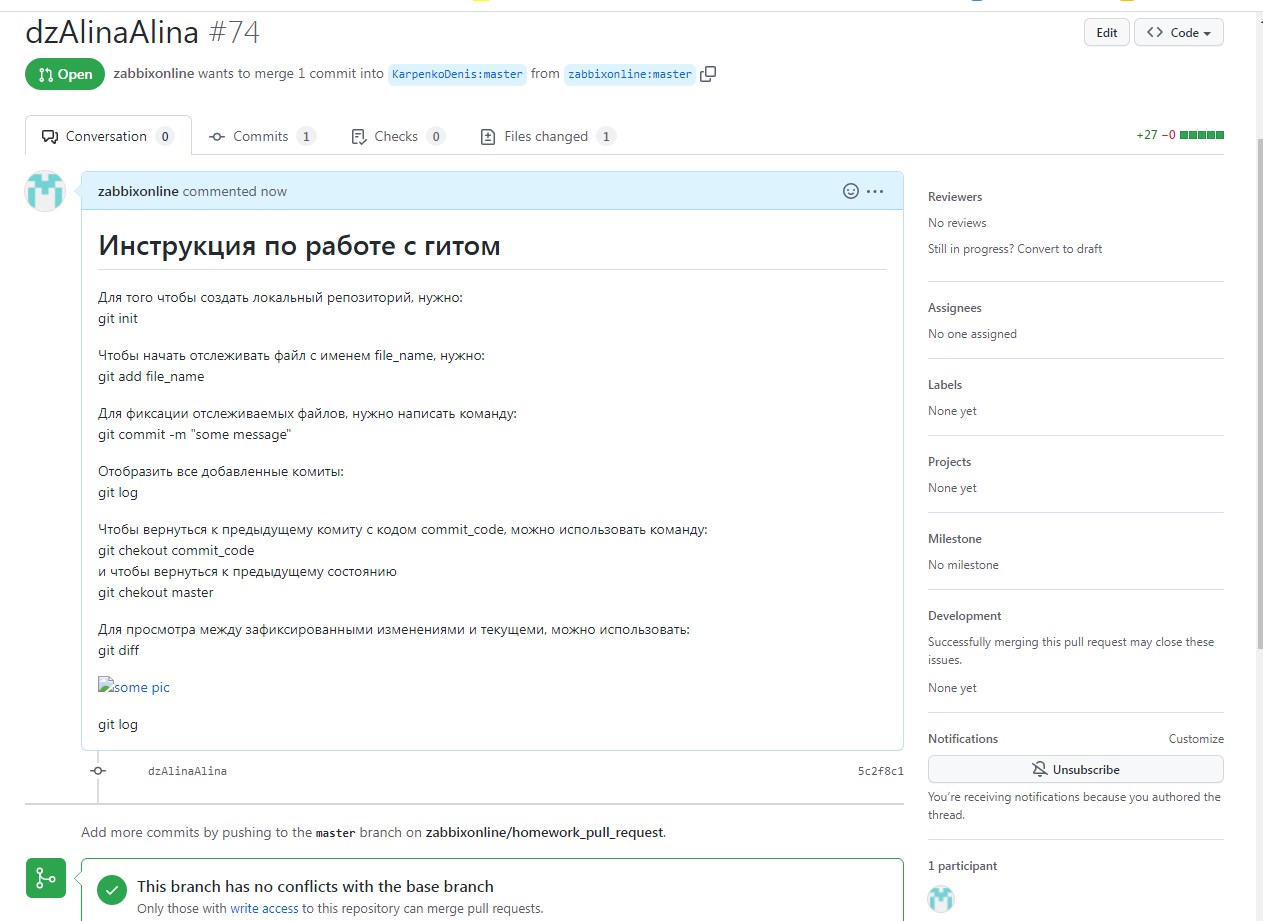 dzAlinaAlina #74
Edit
Code
Open
zabbixonline wants to merge 1 commit into KarpenkoDenis:master from zabbixonline:master
Conversation 0
Commits 1
Checks 0
Files changed 1
+27 −0
zabbixonline commented now
Инструкция по работе с гитом
Для того чтобы создать локальный репозиторий, нужно:
git init
Чтобы начать отслеживать файл с именем file_name, нужно:
git add file_name
Для фиксации отслеживаемых файлов, нужно написать команду:
git commit -m "some message"
Отобразить все добавленные комиты:
git log
Чтобы вернуться к предыдущему комиту с кодом commit_code, можно использовать команду:
git chekout commit_code
и чтобы вернуться к предыдущему состоянию
git chekout master
Для просмотра между зафиксированными изменениями и текущеми, можно использовать:
git diff
some pic
git log
dzAlinaAlina
5c2f8c1
Add more commits by pushing to the master branch on zabbixonline/homework_pull_request.
This branch has no conflicts with the base branch
Only those with write access to this repository can merge pull requests.
Reviewers
No reviews
Still in progress? Convert to draft
Assignees
No one assigned
Labels
None yet
Projects
None yet
Milestone
No milestone
Development
Successfully merging this pull request may close these
issues.
None yet
Notifications
Customize
Unsubscribe
You’re receiving notifications because you authored the
thread.
1 participant